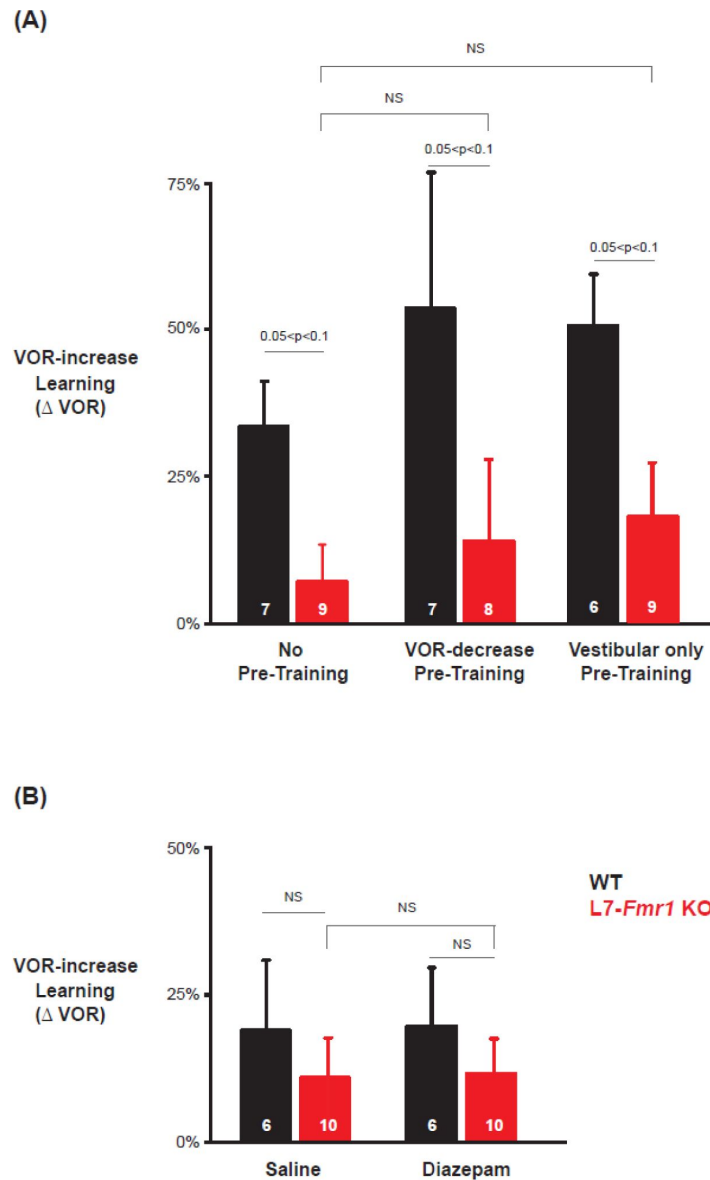 (A)
NS
NS
0.05<p<0.1
75%
0.05<p<0.1
0.05<p<0.1
50%
VOR-increase
Learning
(Δ VOR)
25%
7 9 7 8 6 9
0%
No
Pre-Training
VOR-decrease
Pre-Training
Vestibular only
Pre-Training
(B)
50%
WT
L7-Fmr1 KO
NS
NS
NS
VOR-increase
Learning
(Δ VOR)
25%
6 10 6 10
0%
Saline Diazepam